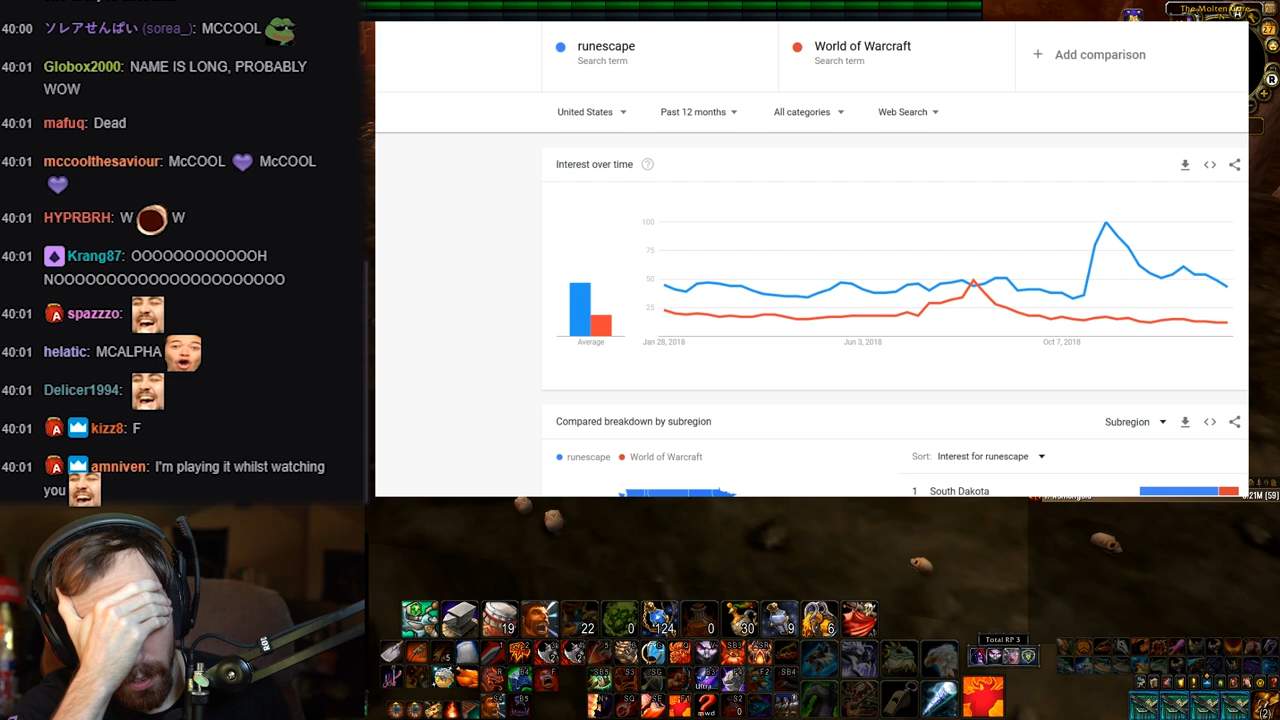 40:00 ソレアせんぱい (sorea_): MCCOOL
40:01 Globox2000: NAME IS LONG, PROBABLY
WOW
40:01 mafuq: Dead
40:01 mccoolthesaviour: McCOOL McCOOL
40:01 HYPRBRH: W W
40:01 Krang87: OOOOOOOOOOOH
NOOOOOOOOOOOOOOOOOOOOO
40:01 spazzzo:
40:01 helatic: MCALPHA
40:01 Delicer1994:
40:01 kizz8: F
40:01 amniven: I'm playing it whilst watching
you
The Molten Core
27
R
runescape
Search term
World of Warcraft
Search term
+ Add comparison
United States
Past 12 months
All categories
Web Search
Interest over time
100
75
50
25
Average
Jan 28, 2018
Jun 3, 2018
Oct 7, 2018
Compared breakdown by subregion
Subregion
runescape
World of Warcraft
Sort: Interest for runescape
1 South Dakota
19 22 0 124 0 30 9 6
Total RP 3